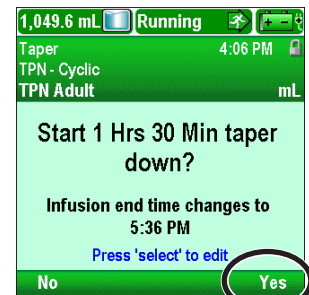 1,049.6 mL Running
Taper 4:06 PM
TPN - Cyclic
TPN Adult mL
Start 1 Hrs 30 Min taper
down?
Infusion end time changes to
5:36 PM
Press 'select' to edit
No Yes